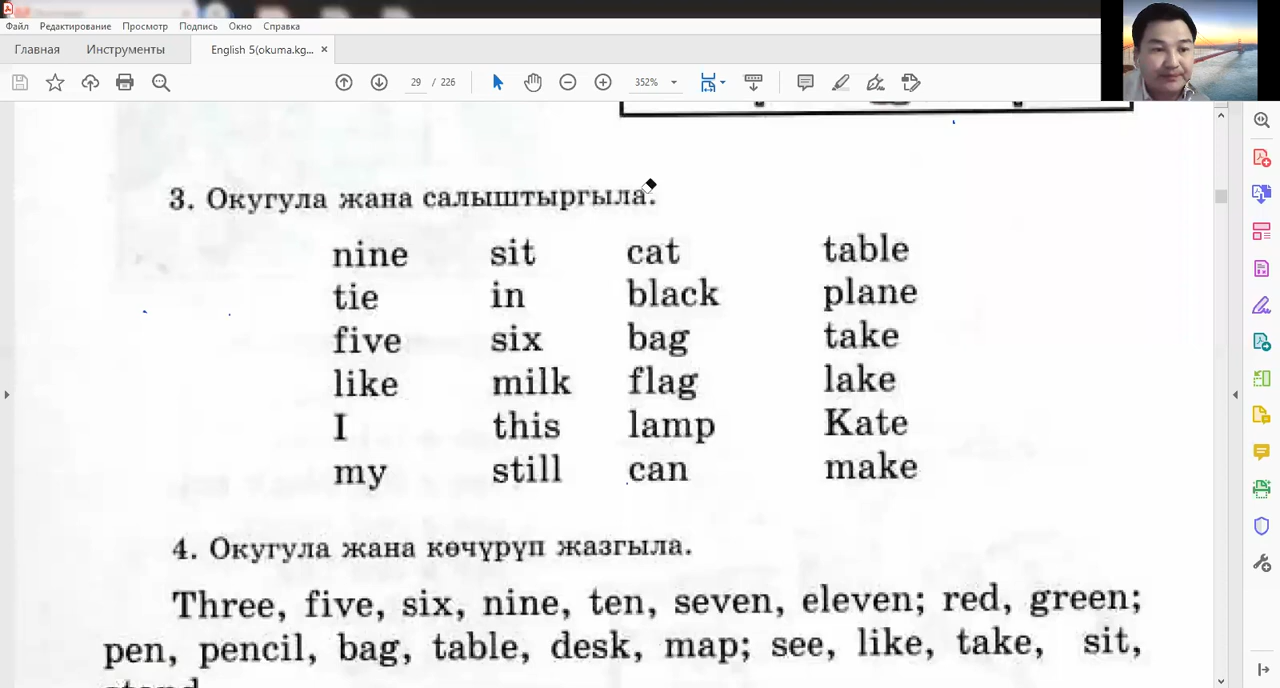 Файл Редактирование Просмотр Подпись Окно Справка
Главная Инструменты English 5(okuma.kg... ×
29 / 226 352%
3. Окугула жана салыштыргыла.
nine sit cat table
tie in black plane
five six bag take
like milk flag lake
I this lamp Kate
my still can make
4. Окугула жана көчүрүп жазгыла.
Three, five, six, nine, ten, seven, eleven; red, green;
pen, pencil, bag, table, desk, map; see, like, take, sit,